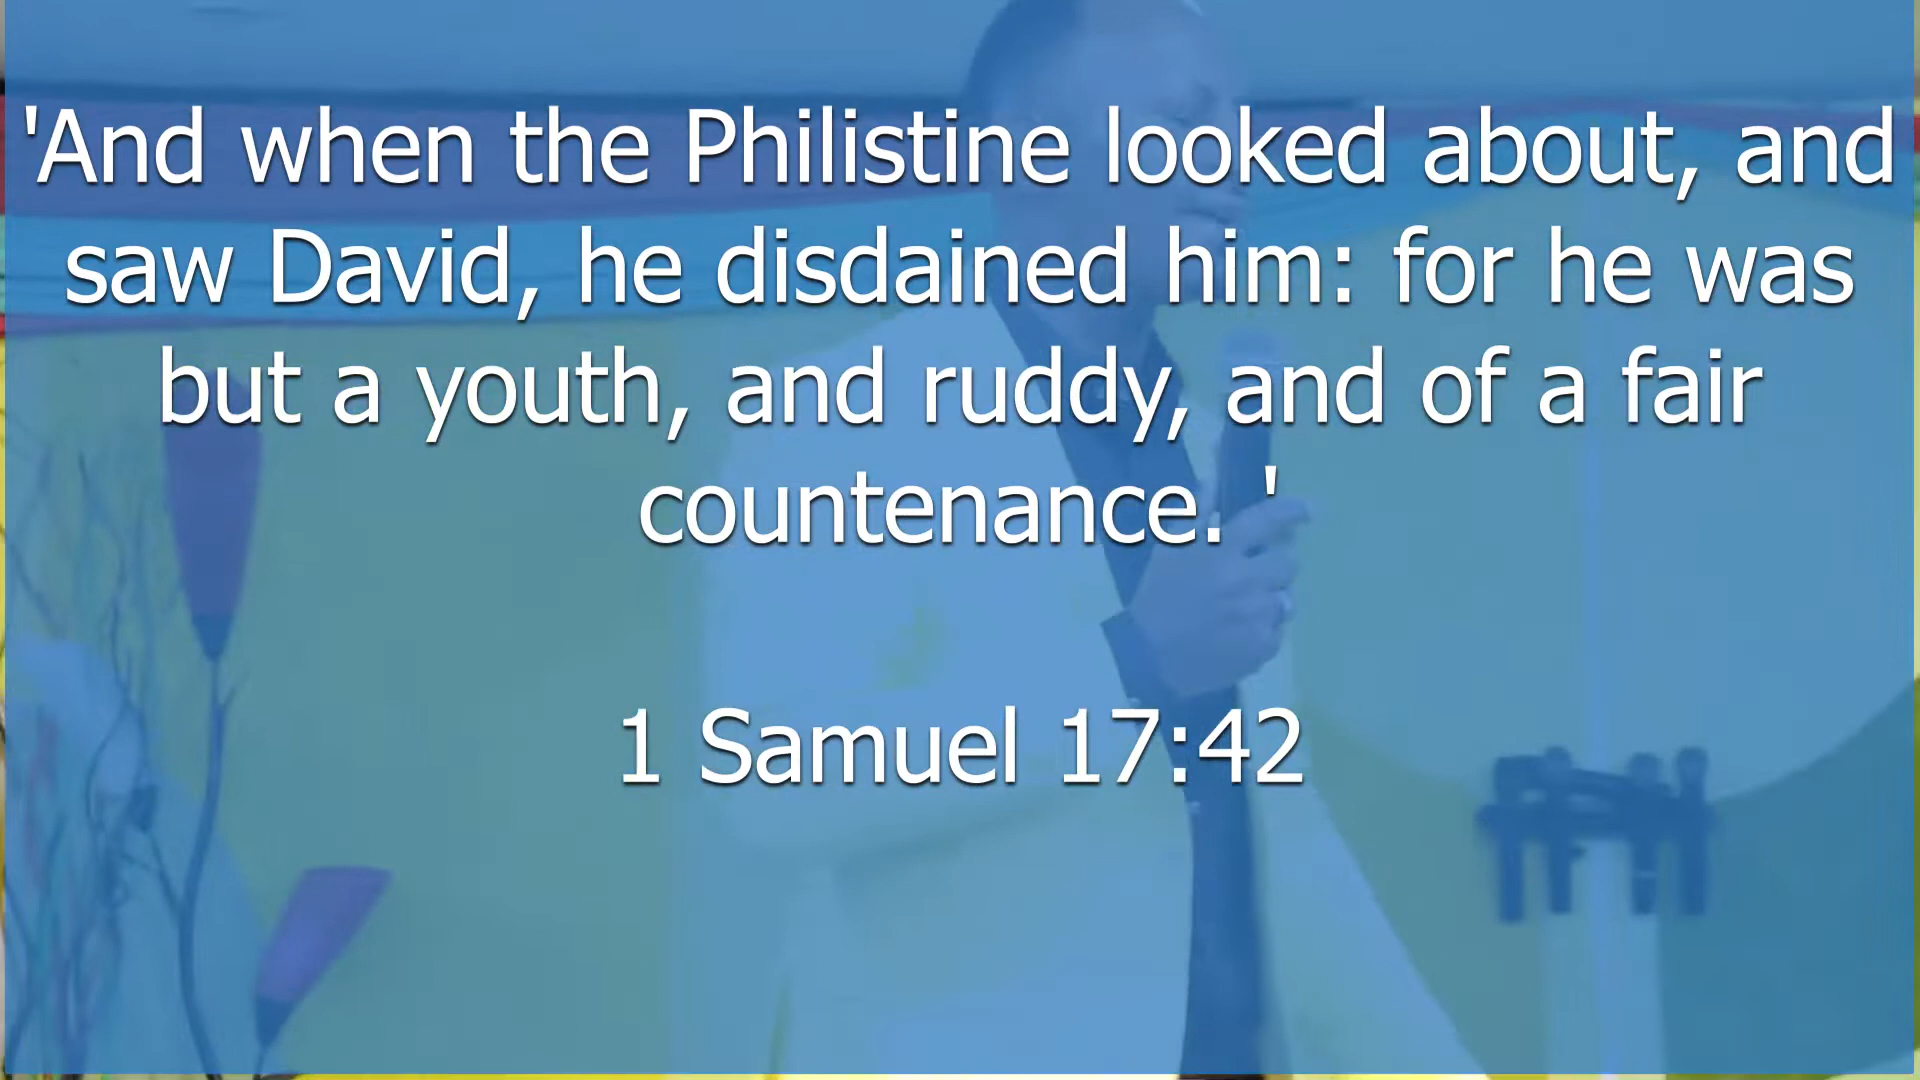 'And when the Philistine looked about, and
saw David, he disdained him: for he was
but a youth, and ruddy, and of a fair
countenance. '
1 Samuel 17:42